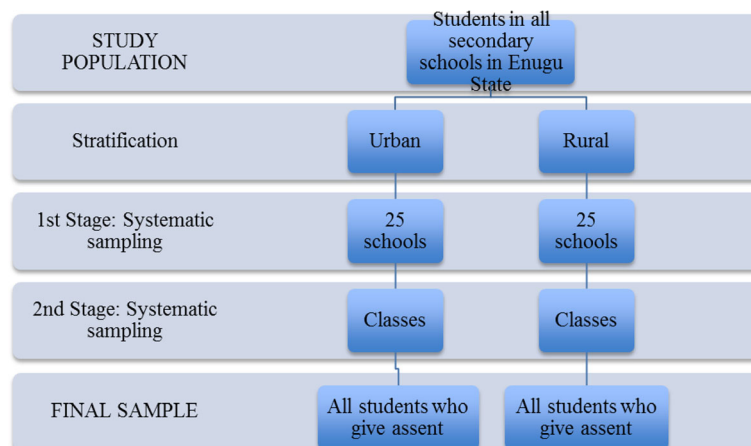 STUDY
POPULATION
Students in all
secondary
schools in Enugu
State
Stratification
Urban
Rural
1st Stage: Systematic
sampling
25
schools
25
schools
2nd Stage: Systematic
sampling
Classes
Classes
FINAL SAMPLE
All students who
give assent
All students who
give assent